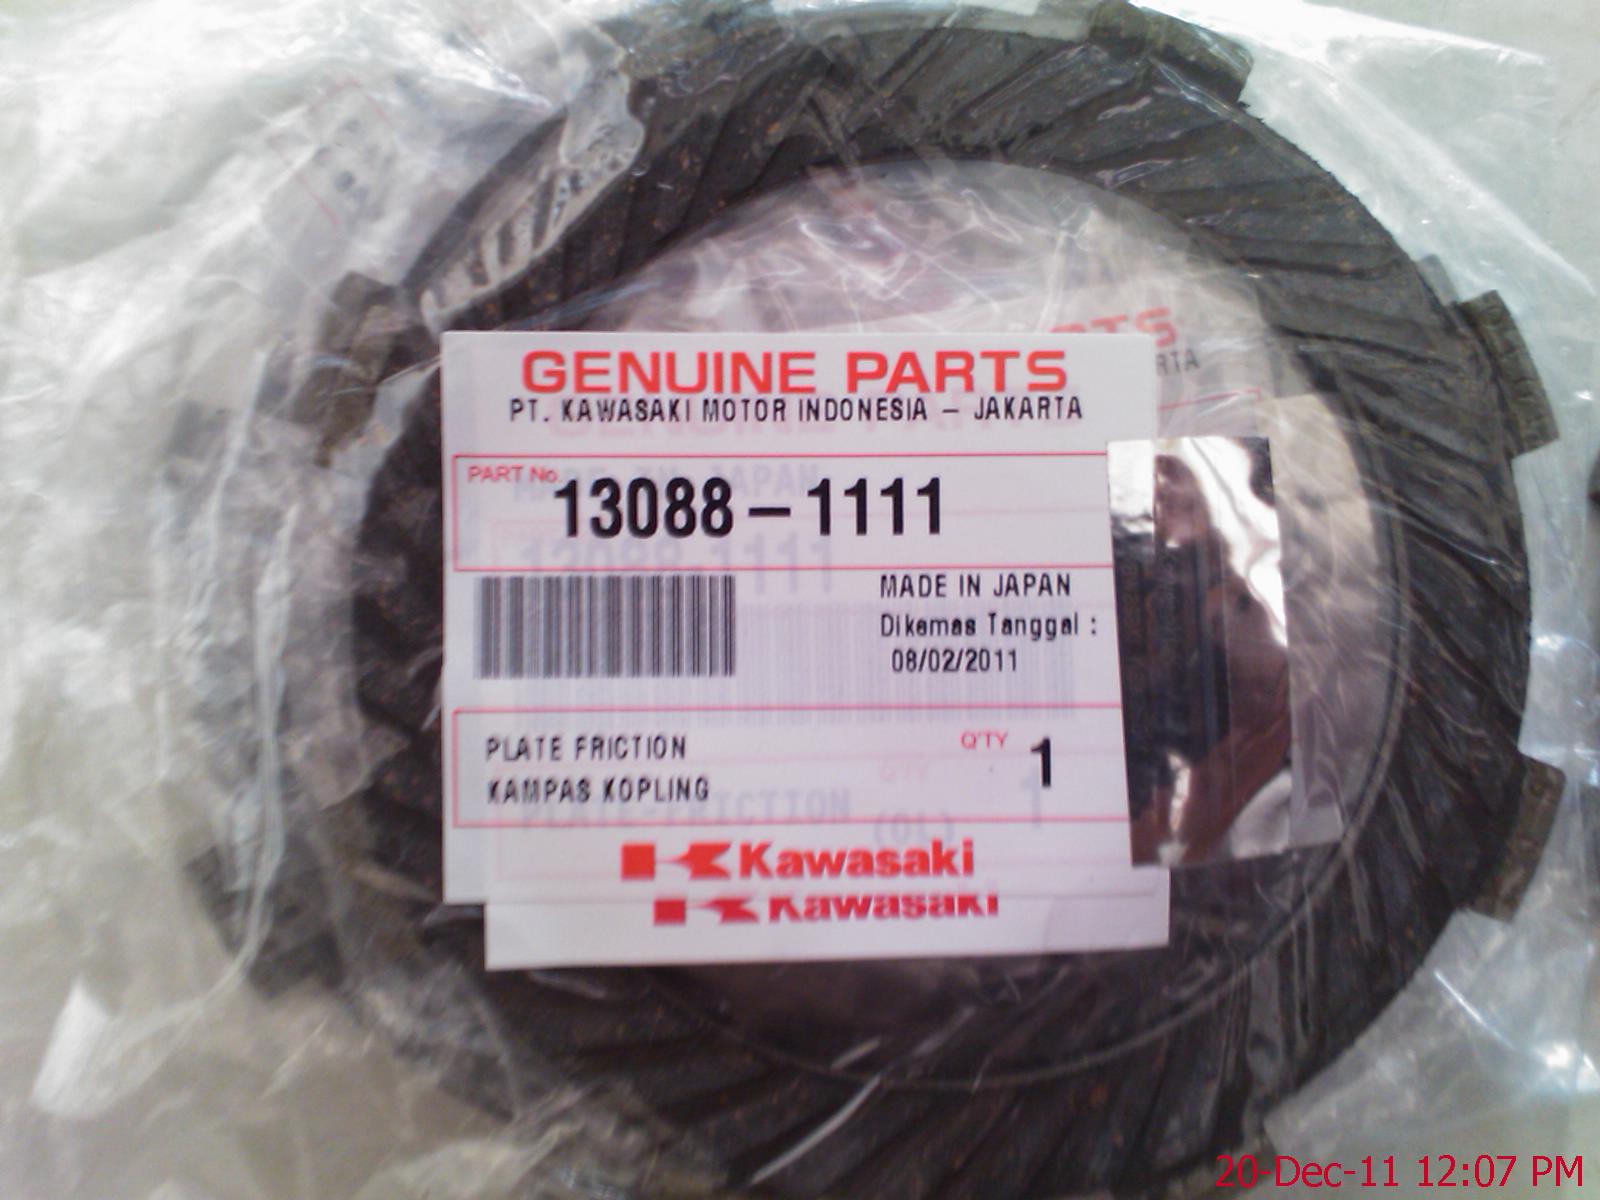 GENUINE PARTS
PT. KAWASAKI MOTOR INDONESIA – JAKARTA
PART No.
13088–1111
MADE IN JAPAN
Dikemas Tanggal :
08/02/2011
PLATE FRICTION
Q'TY 1
KAMPAS KOPLING
Kawasaki
Kawasaki
20-Dec-11 12:07 PM